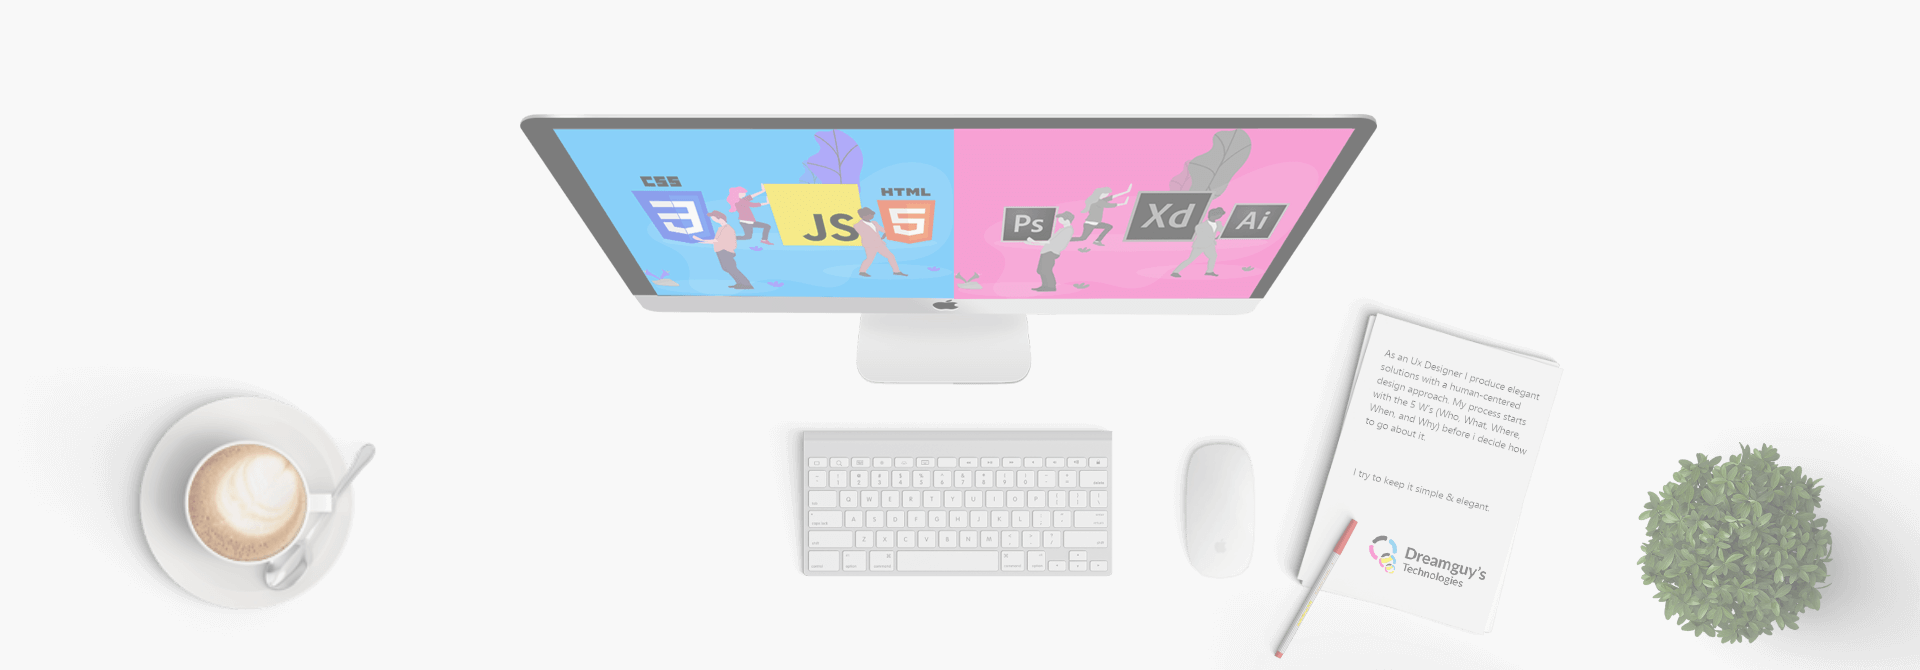 CSS
3
JS
HTML
5
Ps
Xd
Ai
As an Ux Designer I produce elegant
solutions with a human-centered
design approach. My process starts
with the 5 W's (Who, What, Where,
When, and Why) before i decide how
to go about it.
I try to keep it simple & elegant.
Dreamguy's
Technologies
Q W E R T Y U I O P
A S D F G H J K L
Z X C V B N M